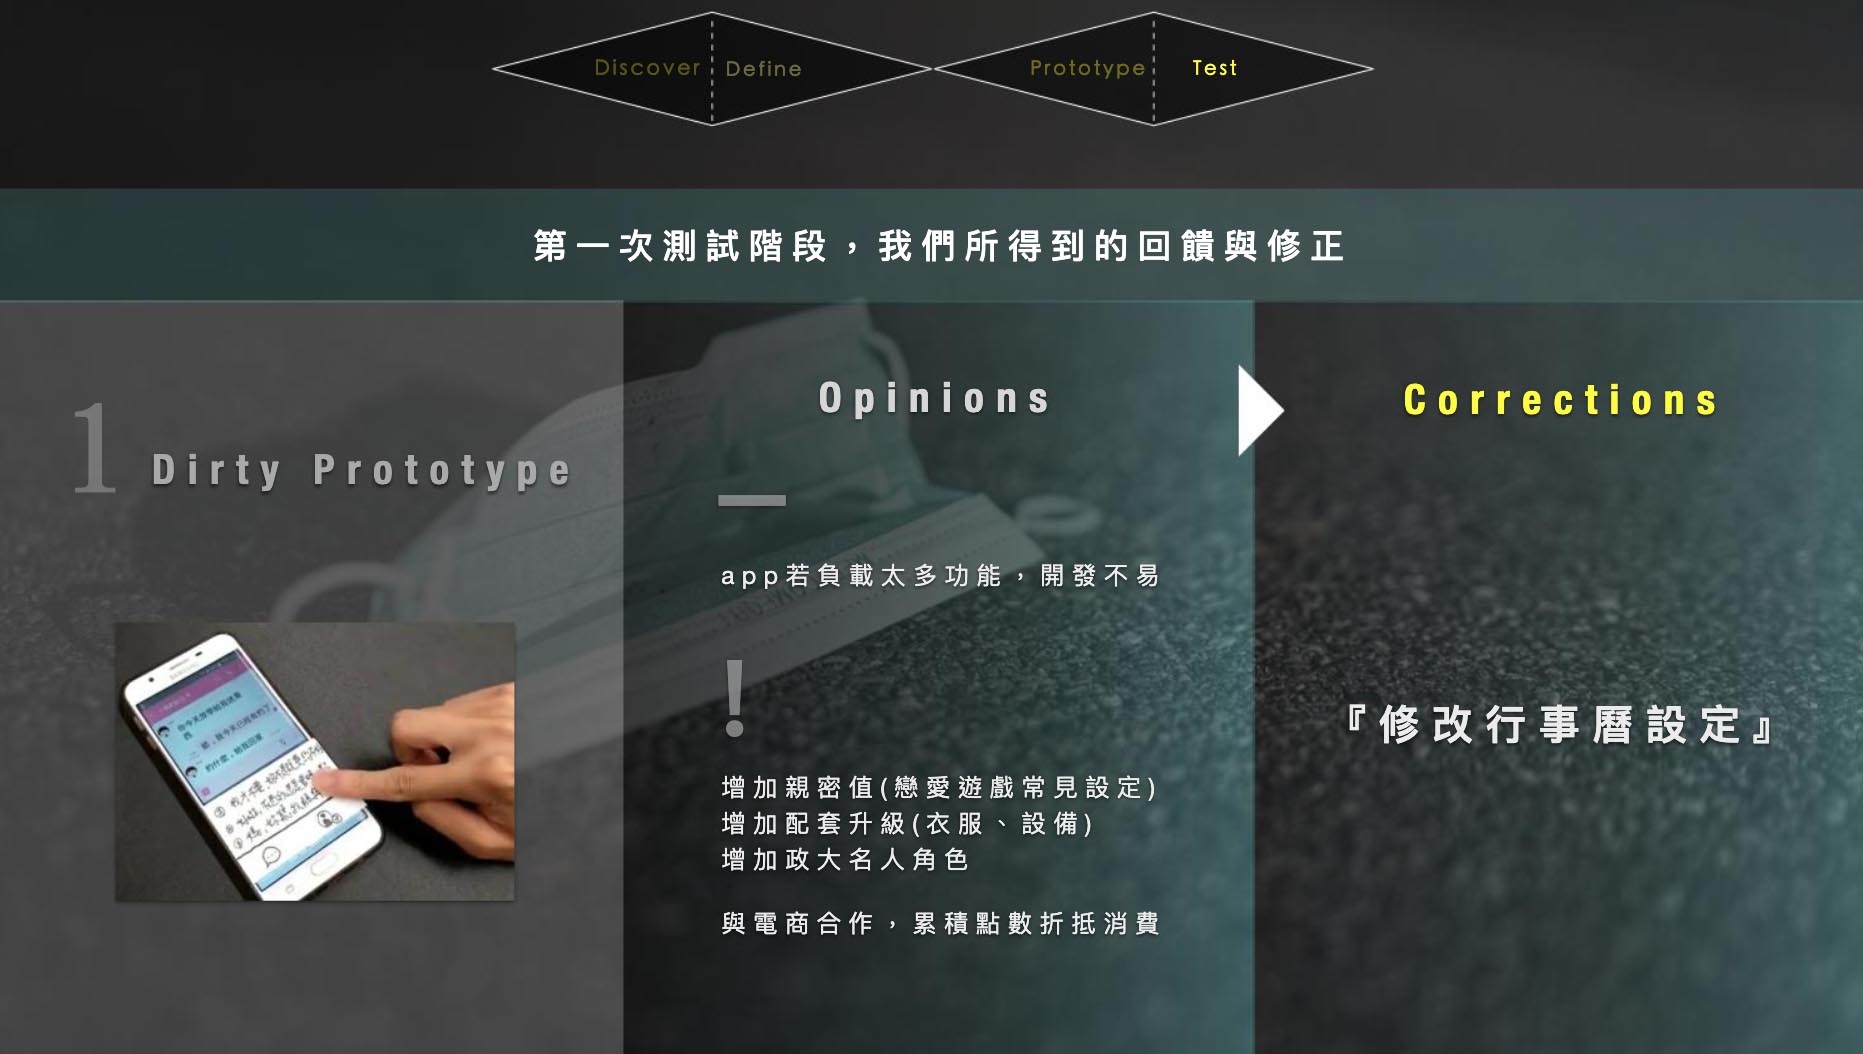 Discover
Define
Prototype
Test
第一次測試階段，我們所得到的回饋與修正
1
Dirty Prototype
SAMSUNG
Opinions
—
app若負載太多功能，開發不易
!
增加親密值(戀愛遊戲常見設定)
增加配套升級(衣服、設備)
增加政大名人角色
與電商合作，累積點數折抵消費
Corrections
『修改行事曆設定』